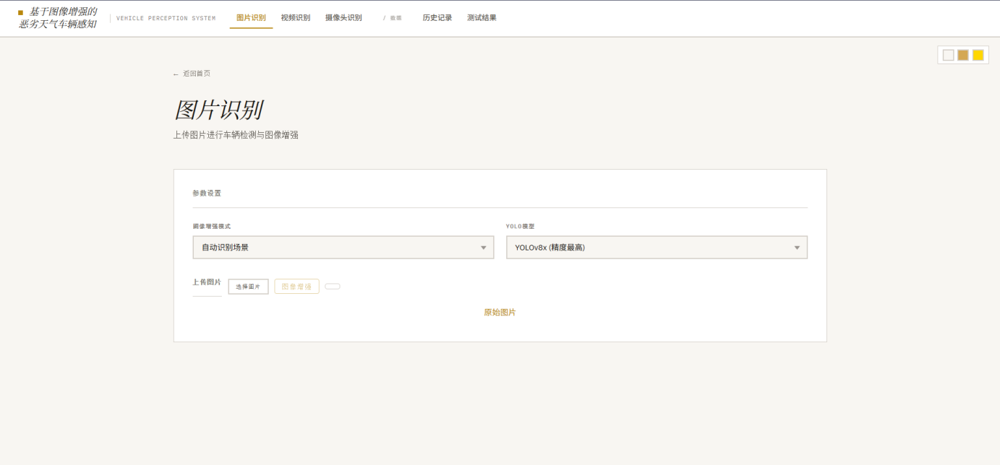 基于图像增强的
恶劣天气车辆感知
VEHICLE PERCEPTION SYSTEM
图片识别
视频识别
摄像头识别
/ 数据
历史记录
测试结果
← 返回首页
图片识别
上传图片进行车辆检测与图像增强
参数设置
图像增强模式
YOLO模型
自动识别场景
YOLOv8x (精度最高)
上传图片
选择图片
图像增强
原始图片